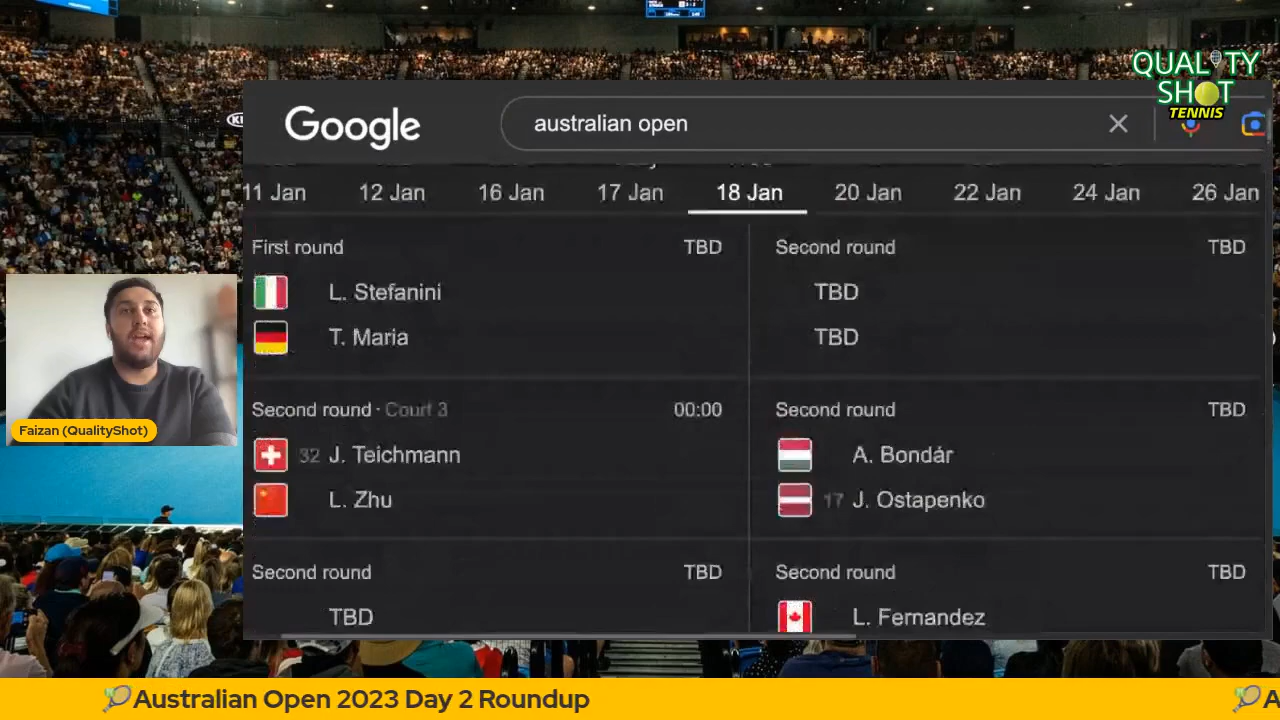 QUALITY
SHOT
TENNIS
Google
australian open
11 Jan
12 Jan
16 Jan
17 Jan
18 Jan
20 Jan
22 Jan
24 Jan
26 Jan
First round
TBD
L. Stefanini
T. Maria
Second round
TBD
TBD
TBD
Second round · Court 3
00:00
32 J. Teichmann
L. Zhu
Second round
TBD
A. Bondár
17 J. Ostapenko
Second round
TBD
TBD
Second round
TBD
L. Fernandez
Faizan (QualityShot)
Australian Open 2023 Day 2 Roundup
A